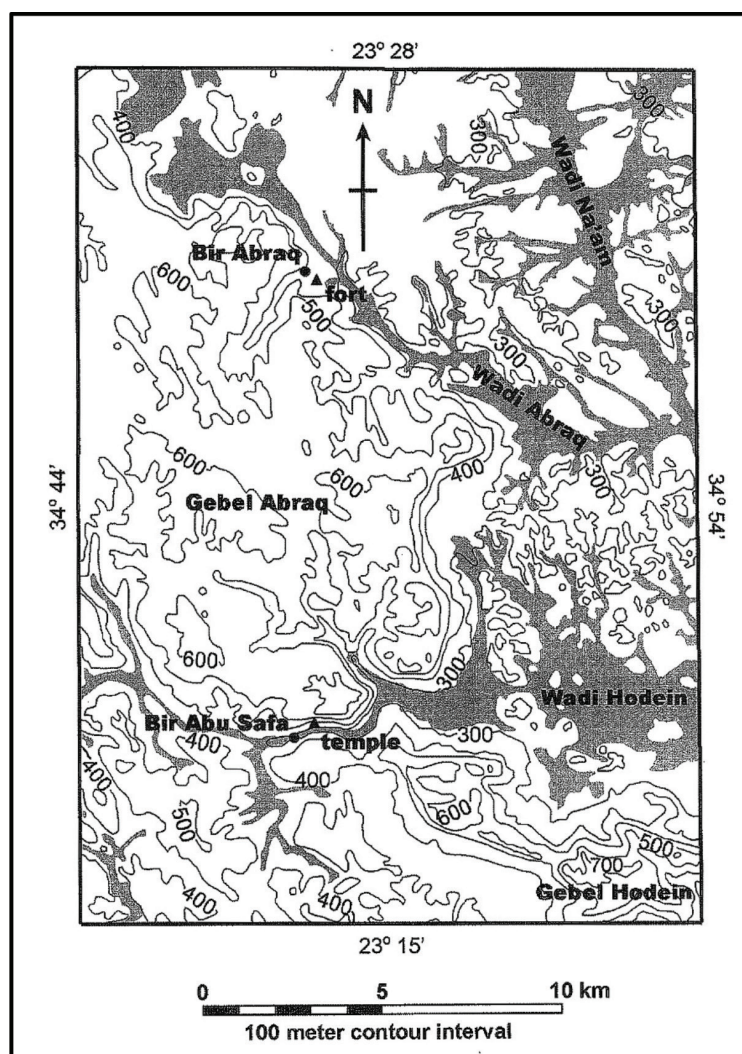 23° 28'
N
400
300
300
Wadi Na'am
Bir Abraq
600
600
fort
500
300
300
Wadi Abraq
400
600
600
Gebel Abraq
300
34° 44'
34° 54'
600
300
Wadi Hodein
Bir Abu Safa
400
temple
300
400
400
600
500
500
700
Gebel Hodein
400
400
400
23° 15'
0 5 10 km
100 meter contour interval